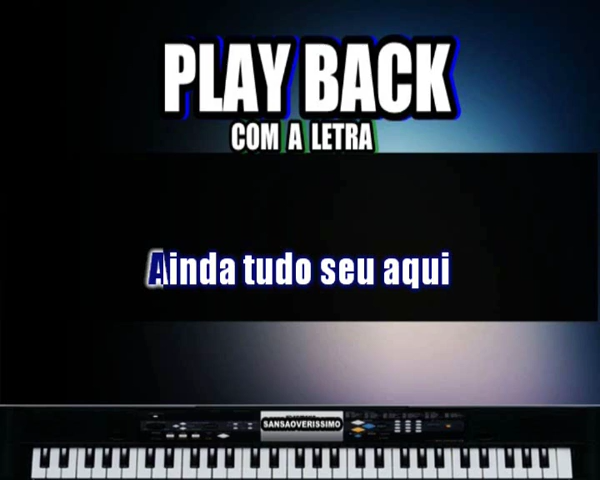 PLAY BACK
COM A LETRA
Ainda tudo seu aqui
SANSAOVERISSIMO